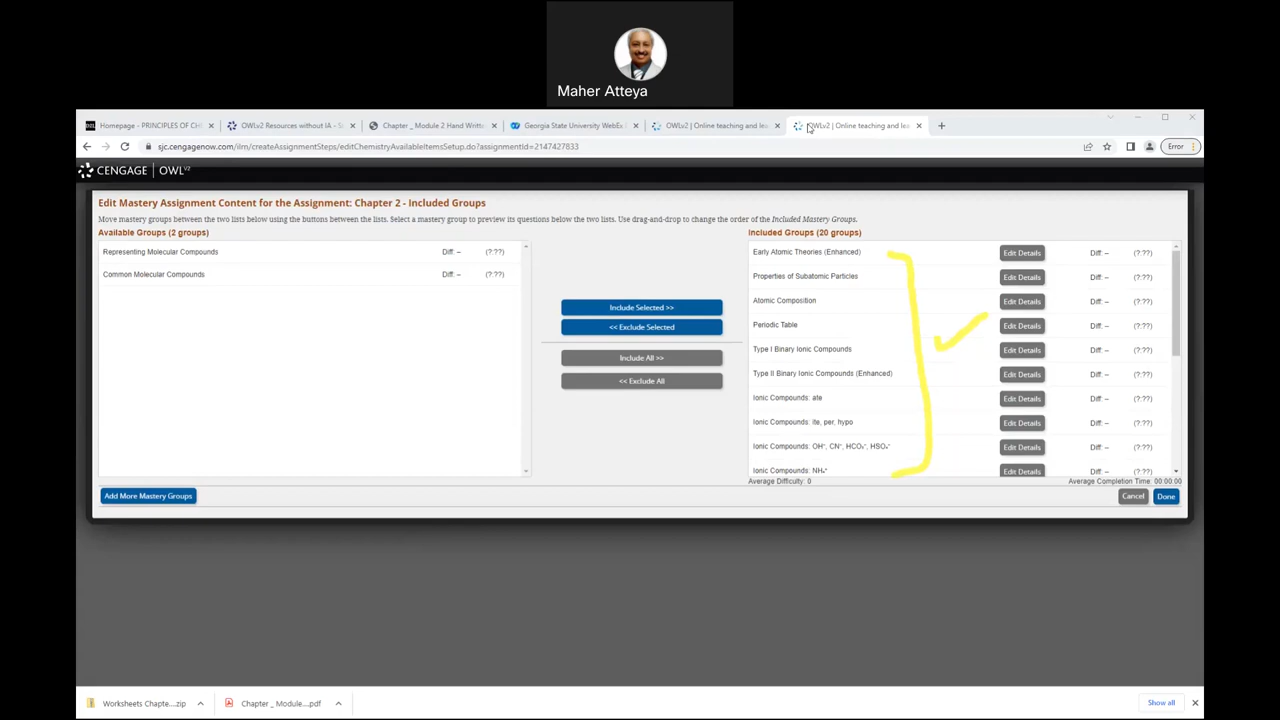 Maher Atteya
Homepage - PRINCIPLES OF CH
OWLv2 Resources without IA - S
Chapter _ Module 2 Hand Writt
Georgia State University WebEx
OWLv2 | Online teaching and lea
OWLv2 | Online teaching and lea
sjc.cengagenow.com/ilm/createAssignmentSteps/editChemistryAvailableItemsSetup.do?assignmentId=2147427833
Error
CENGAGE | OWLV2
Edit Mastery Assignment Content for the Assignment: Chapter 2 - Included Groups
Move mastery groups between the two lists below using the buttons between the lists. Select a mastery group to preview its questions below the two lists. Use drag-and-drop to change the order of the Included Mastery Groups.
Available Groups (2 groups)
Representing Molecular Compounds Diff: – (?:??)
Common Molecular Compounds Diff: – (?:??)
Include Selected >>
<< Exclude Selected
Include All >>
<< Exclude All
Included Groups (20 groups)
Early Atomic Theories (Enhanced) Edit Details Diff: – (?:??)
Properties of Subatomic Particles Edit Details Diff: – (?:??)
Atomic Composition Edit Details Diff: – (?:??)
Periodic Table Edit Details Diff: – (?:??)
Type I Binary Ionic Compounds Edit Details Diff: – (?:??)
Type II Binary Ionic Compounds (Enhanced) Edit Details Diff: – (?:??)
Ionic Compounds: ate Edit Details Diff: – (?:??)
Ionic Compounds: ite, per, hypo Edit Details Diff: – (?:??)
Ionic Compounds: OH⁻, CN⁻, HCO₃⁻, HSO₄⁻ Edit Details Diff: – (?:??)
Ionic Compounds: NH₄⁺ Edit Details Diff: – (?:??)
Average Difficulty: 0 Average Completion Time: 00:00:00
Add More Mastery Groups
Cancel Done
Worksheets Chapte....zip
Chapter _ Module....pdf
Show all